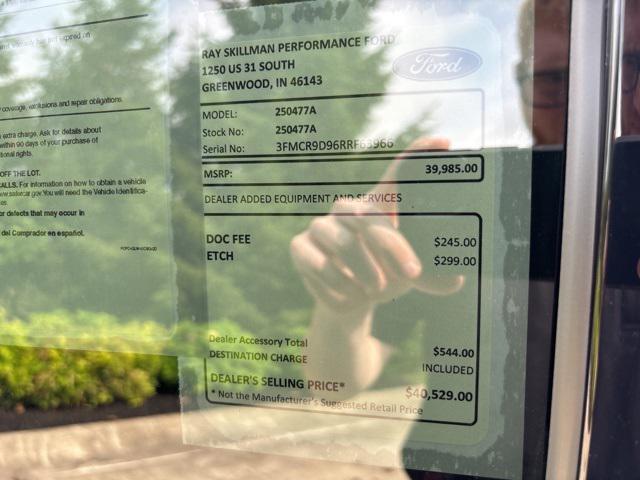 coverage, exclusions and repair obligations.
extra charge. Ask for details about
within 90 days of your purchase of
OFF THE LOT.
CALLS. For information on how to obtain a vehicle
You will need the Vehicle Identifica-
or defects that may occur in
del Comprador en español.
RAY SKILLMAN PERFORMANCE FORD
1250 US 31 SOUTH
GREENWOOD, IN 46143
Ford
MODEL: 250477A
Stock No: 250477A
Serial No: 3FMCR9D96RRF63966
MSRP: 39,985.00
DEALER ADDED EQUIPMENT AND SERVICES
DOC FEE $245.00
ETCH $299.00
Dealer Accessory Total $544.00
DESTINATION CHARGE INCLUDED
DEALER'S SELLING PRICE* $40,529.00
* Not the Manufacturer's Suggested Retail Price